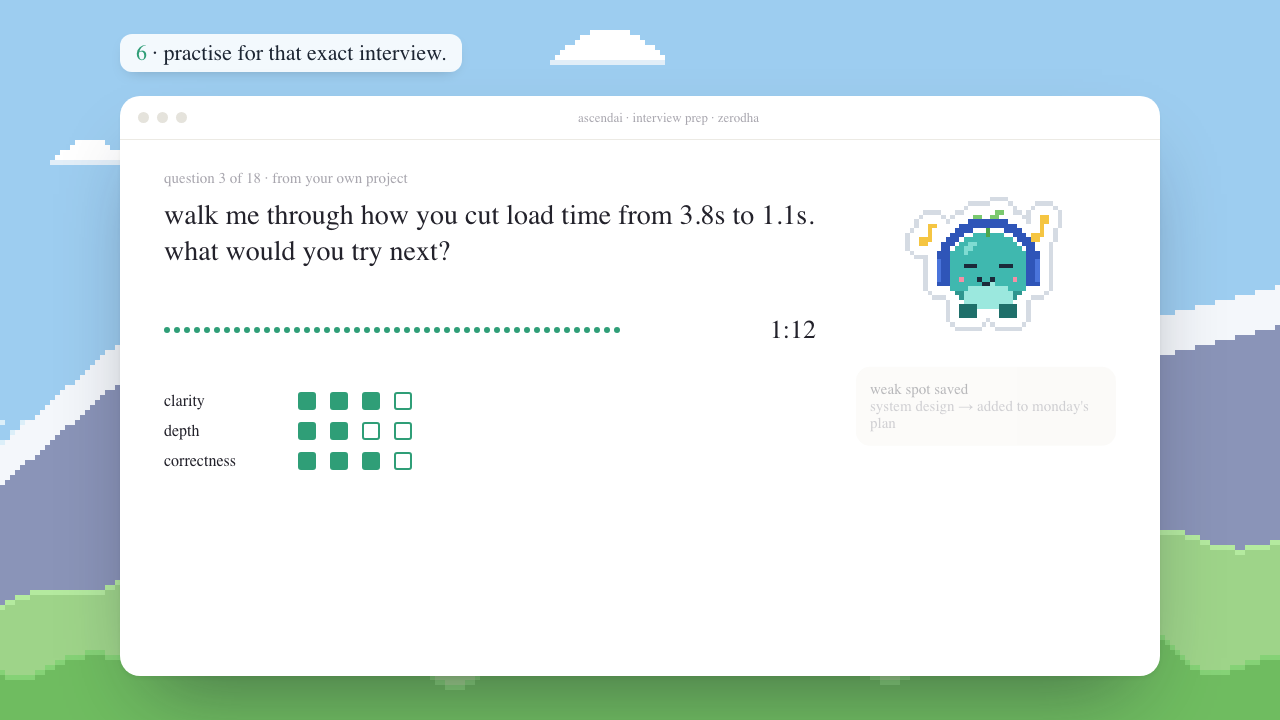 6 · practise for that exact interview.
ascendai · interview prep · zerodha
question 3 of 18 · from your own project
walk me through how you cut load time from 3.8s to 1.1s.
what would you try next?
1:12
clarity
depth
correctness
weak spot saved
system design → added to monday's
plan